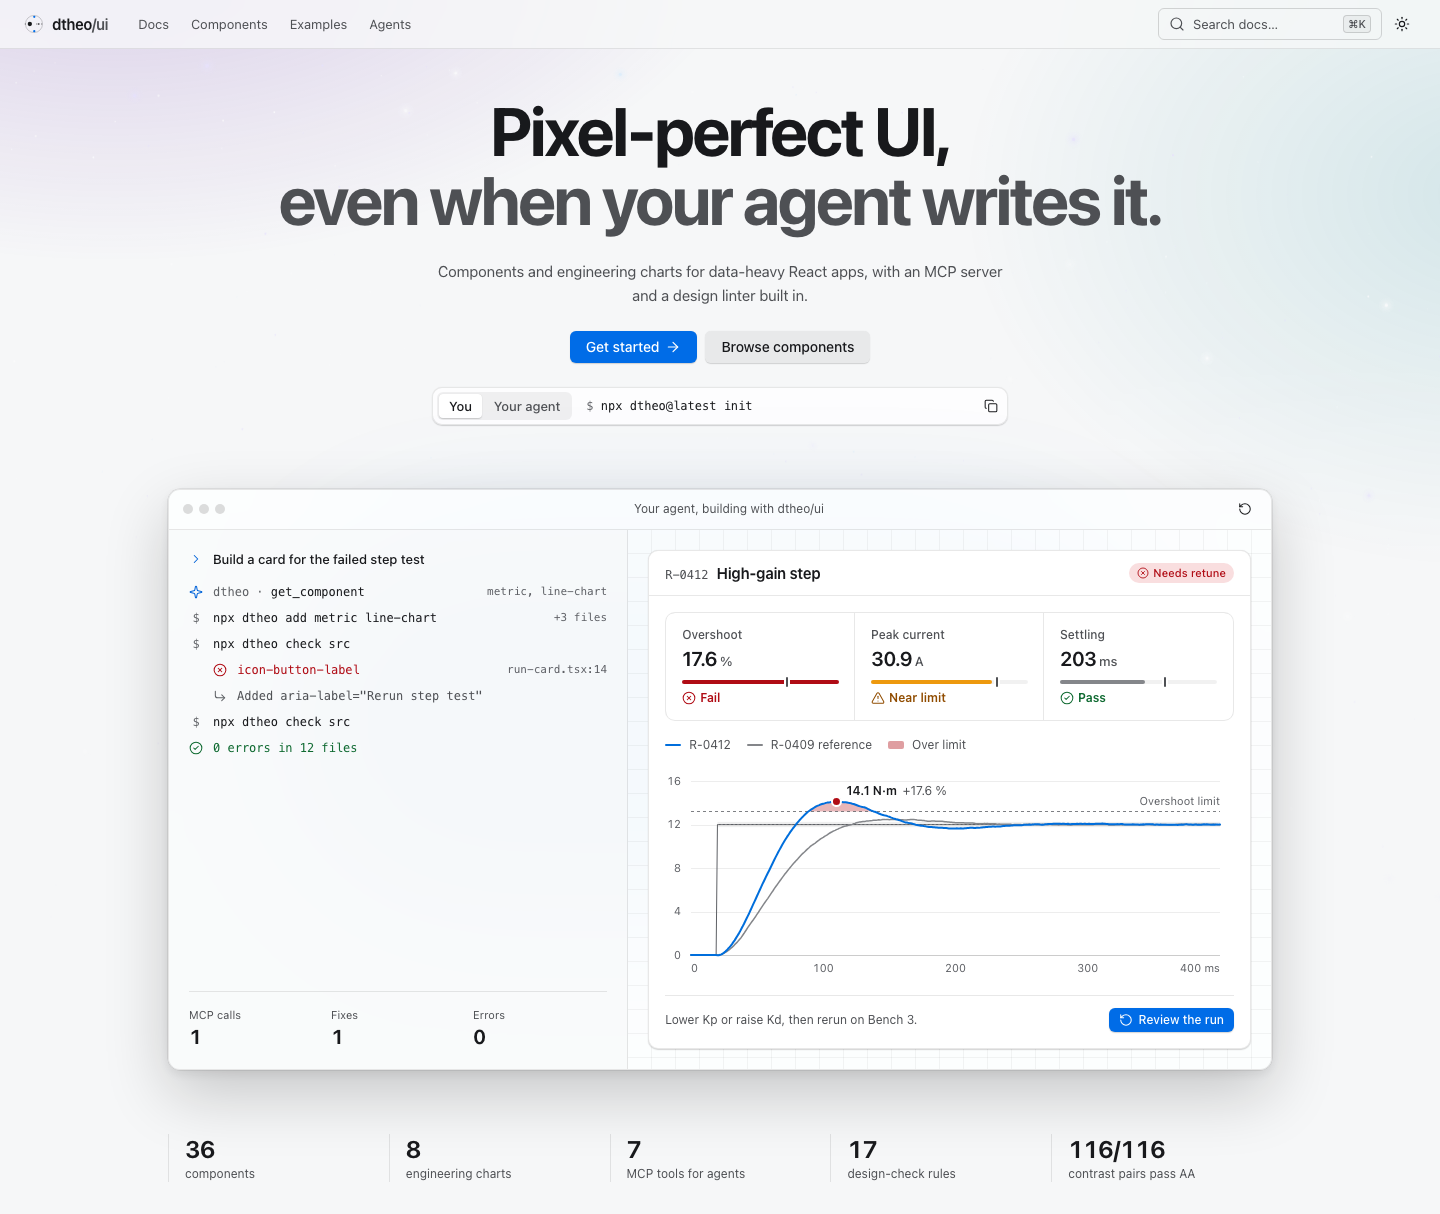 dtheo/ui Docs Components Examples Agents Search docs... ⌘K
Pixel-perfect UI,
even when your agent writes it.
Components and engineering charts for data-heavy React apps, with an MCP server
and a design linter built in.
Get started Browse components
You Your agent $ npx dtheo@latest init
Your agent, building with dtheo/ui
Build a card for the failed step test
dtheo · get_component metric, line-chart
$ npx dtheo add metric line-chart +3 files
$ npx dtheo check src
icon-button-label run-card.tsx:14
Added aria-label="Rerun step test"
$ npx dtheo check src
0 errors in 12 files
MCP calls Fixes Errors
1 1 0
R-0412 High-gain step Needs retune
Overshoot Peak current Settling
17.6 % 30.9 A 203 ms
Fail Near limit Pass
R-0412 R-0409 reference Over limit
16
14.1 N·m +17.6 %
Overshoot limit
12
8
4
0
0 100 200 300 400 ms
Lower Kp or raise Kd, then rerun on Bench 3. Review the run
36 8 7 17 116/116
components engineering charts MCP tools for agents design-check rules contrast pairs pass AA